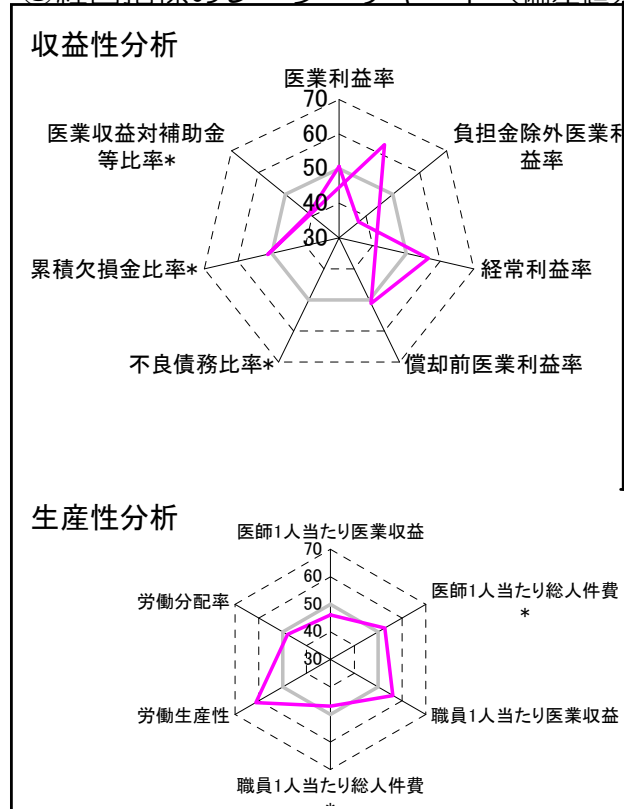 収益性分析
医業利益率
70
60
50
40
30
医業収益対補助金
等比率*
負担金除外医業利
益率
累積欠損金比率*
経常利益率
不良債務比率*
償却前医業利益率
生産性分析
医師1人当たり医業収益
70
60
50
40
30
労働分配率
医師1人当たり総人件費
*
労働生産性
職員1人当たり医業収益
職員1人当たり総人件費
*